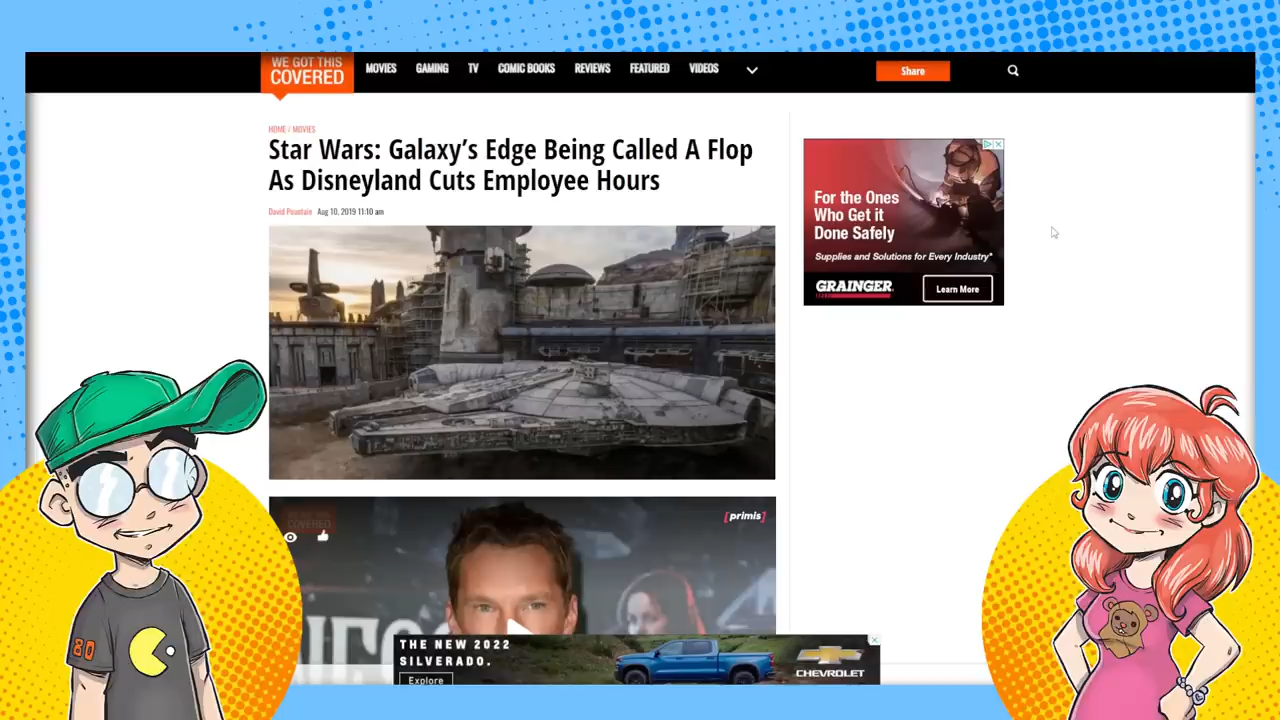 WE GOT THIS
COVERED
MOVIES
GAMING
TV
COMIC BOOKS
REVIEWS
FEATURED
VIDEOS
Share
HOME / MOVIES
Star Wars: Galaxy's Edge Being Called A Flop
As Disneyland Cuts Employee Hours
David Pountain Aug 10, 2019 11:10 am
For the Ones
Who Get it
Done Safely
Supplies and Solutions for Every Industry*
GRAINGER
Learn More
COVERED
[primis]
THE NEW 2022
SILVERADO.
Explore
CHEVROLET
80